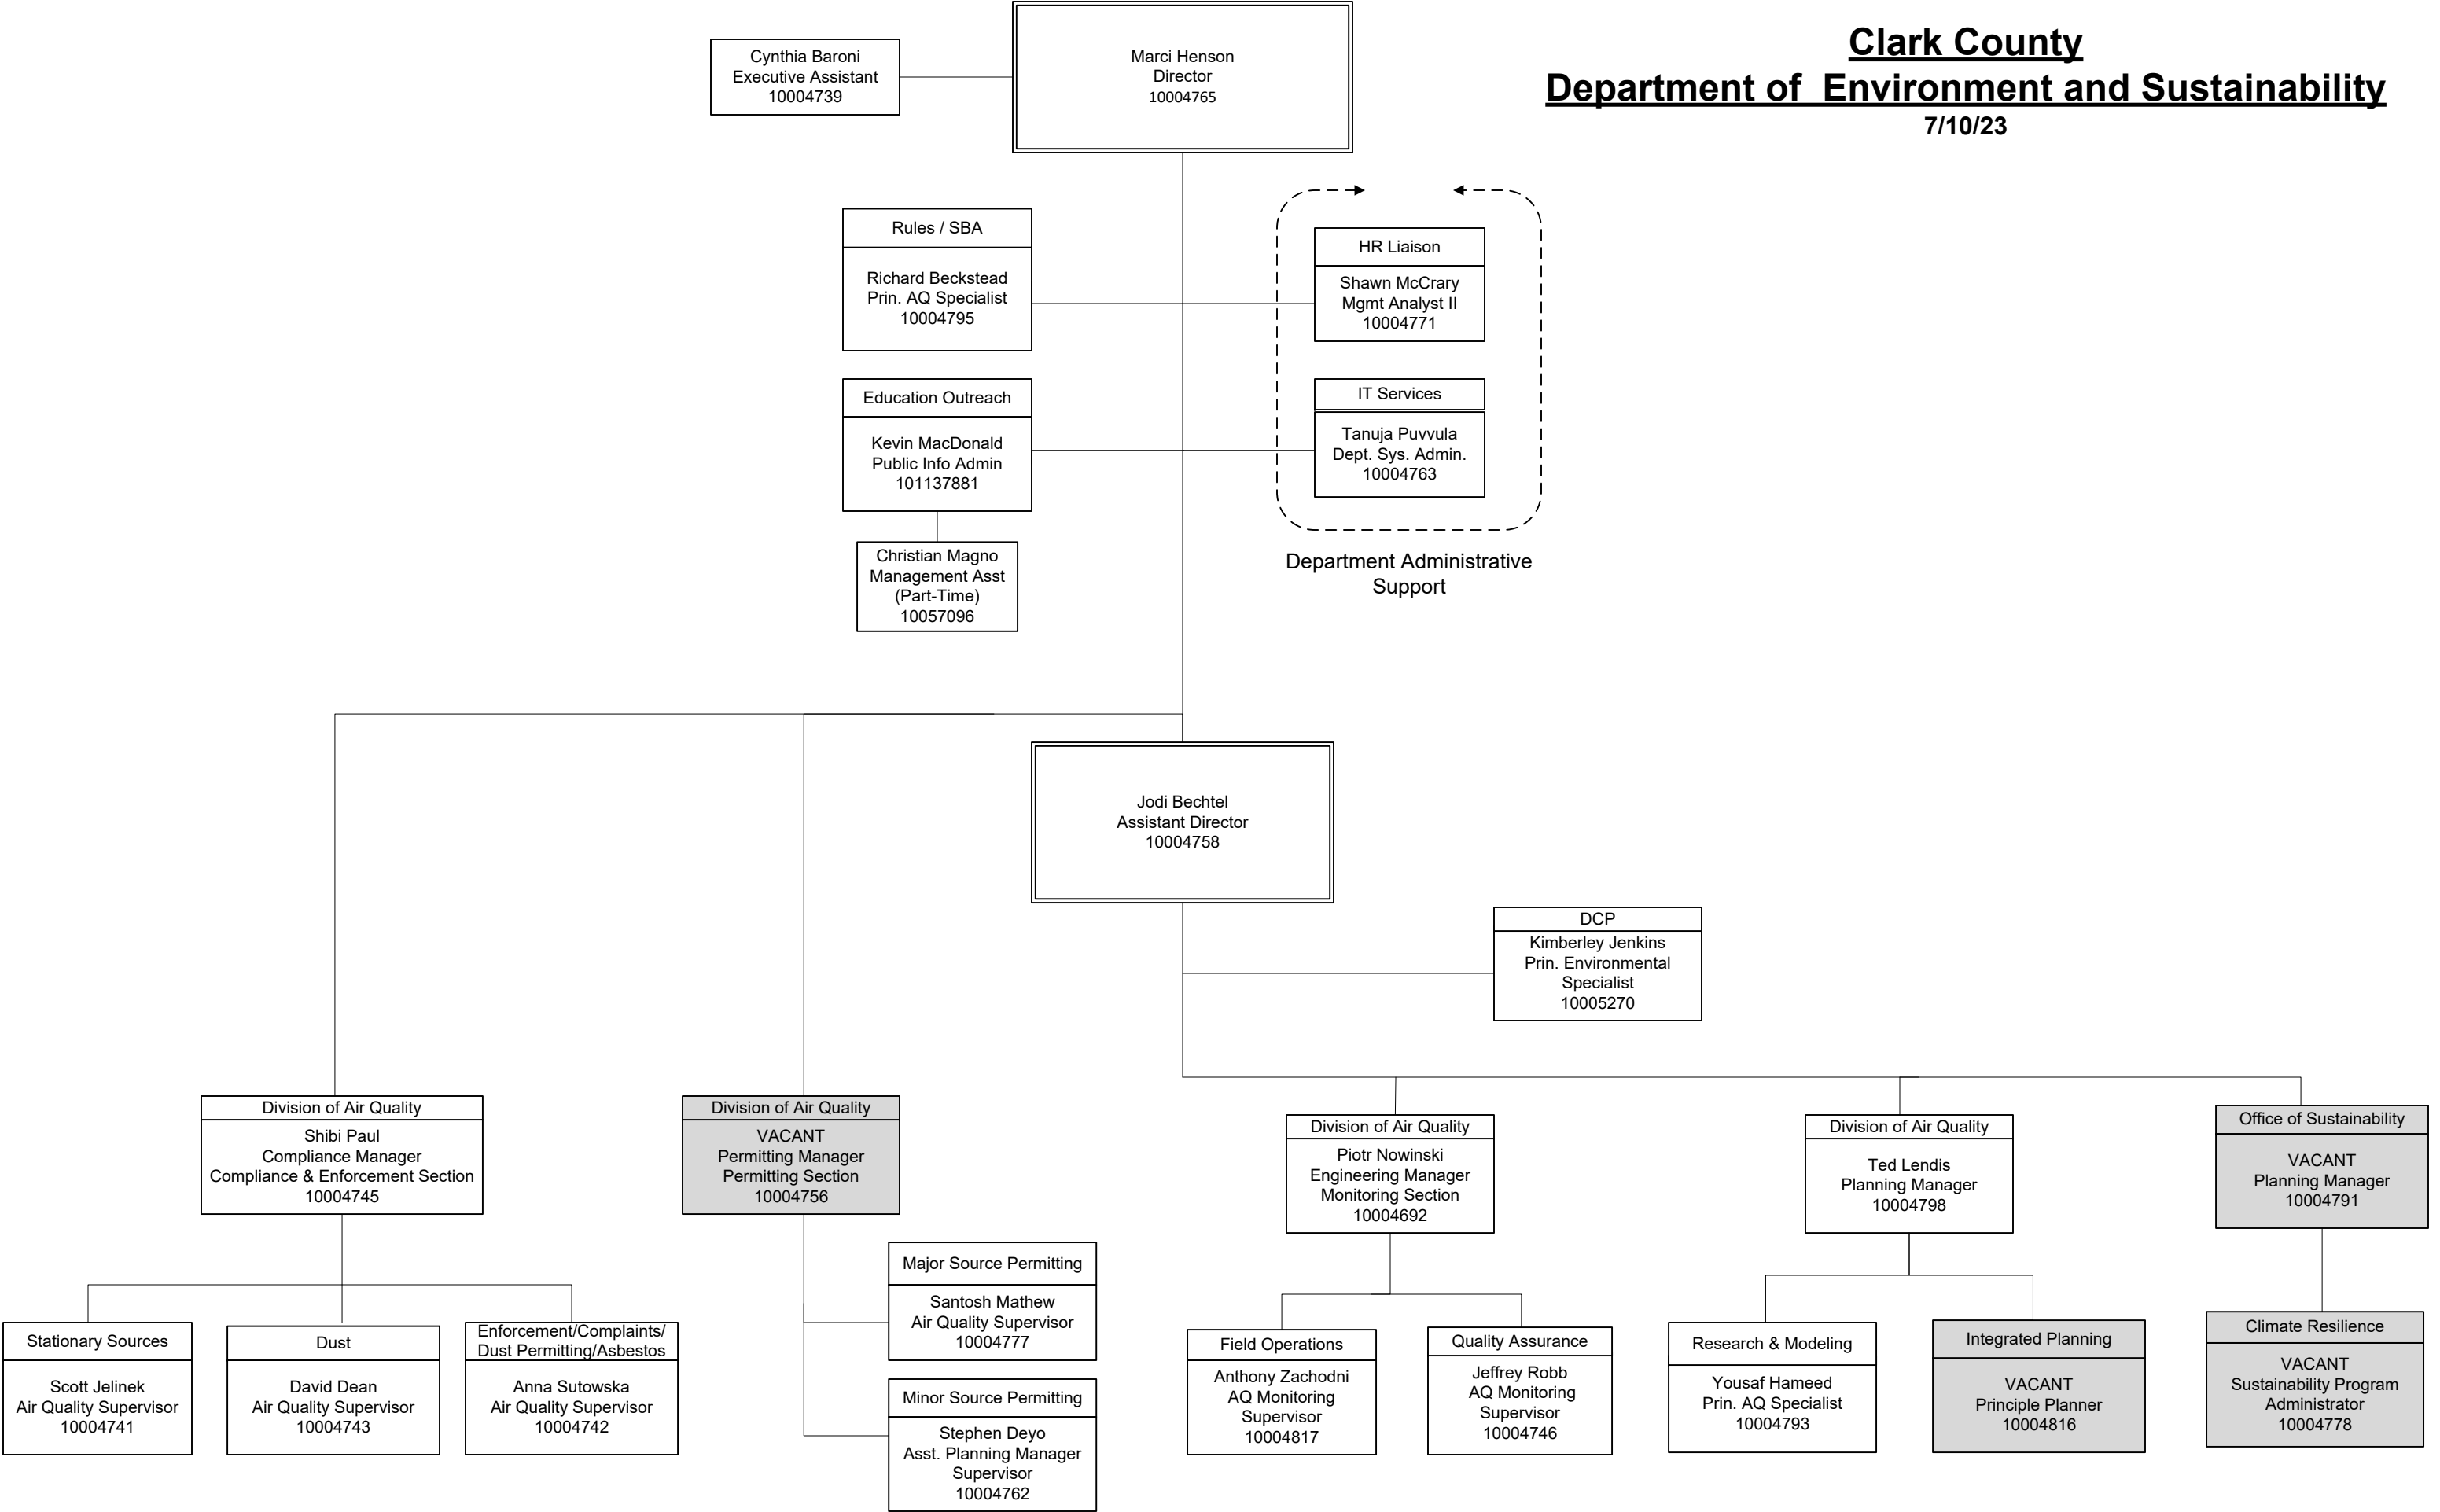 Clark County
Department of  Environment and Sustainability
7/10/23
Cynthia Baroni
Executive Assistant
10004739
Marci Henson
Director
10004765
Rules / SBA
Richard Beckstead
Prin. AQ Specialist
10004795
HR Liaison
Shawn McCrary
Mgmt Analyst II
10004771
Education Outreach
Kevin MacDonald
Public Info Admin
101137881
IT Services
Tanuja Puvvula
Dept. Sys. Admin.
10004763
Christian Magno
Management Asst
(Part-Time)
10057096
Department Administrative
Support
Jodi Bechtel
Assistant Director
10004758
DCP
Kimberley Jenkins
Prin. Environmental
Specialist
10005270
Division of Air Quality
Shibi Paul
Compliance Manager
Compliance & Enforcement Section
10004745
Division of Air Quality
VACANT
Permitting Manager
Permitting Section
10004756
Division of Air Quality
Piotr Nowinski
Engineering Manager
Monitoring Section
10004692
Division of Air Quality
Ted Lendis
Planning Manager
10004798
Office of Sustainability
VACANT
Planning Manager
10004791
Stationary Sources
Scott Jelinek
Air Quality Supervisor
10004741
Dust
David Dean
Air Quality Supervisor
10004743
Enforcement/Complaints/
Dust Permitting/Asbestos
Anna Sutowska
Air Quality Supervisor
10004742
Major Source Permitting
Santosh Mathew
Air Quality Supervisor
10004777
Minor Source Permitting
Stephen Deyo
Asst. Planning Manager
Supervisor
10004762
Field Operations
Anthony Zachodni
AQ Monitoring
Supervisor
10004817
Quality Assurance
Jeffrey Robb
AQ Monitoring
Supervisor
10004746
Research & Modeling
Yousaf Hameed
Prin. AQ Specialist
10004793
Integrated Planning
VACANT
Principle Planner
10004816
Climate Resilience
VACANT
Sustainability Program
Administrator
10004778